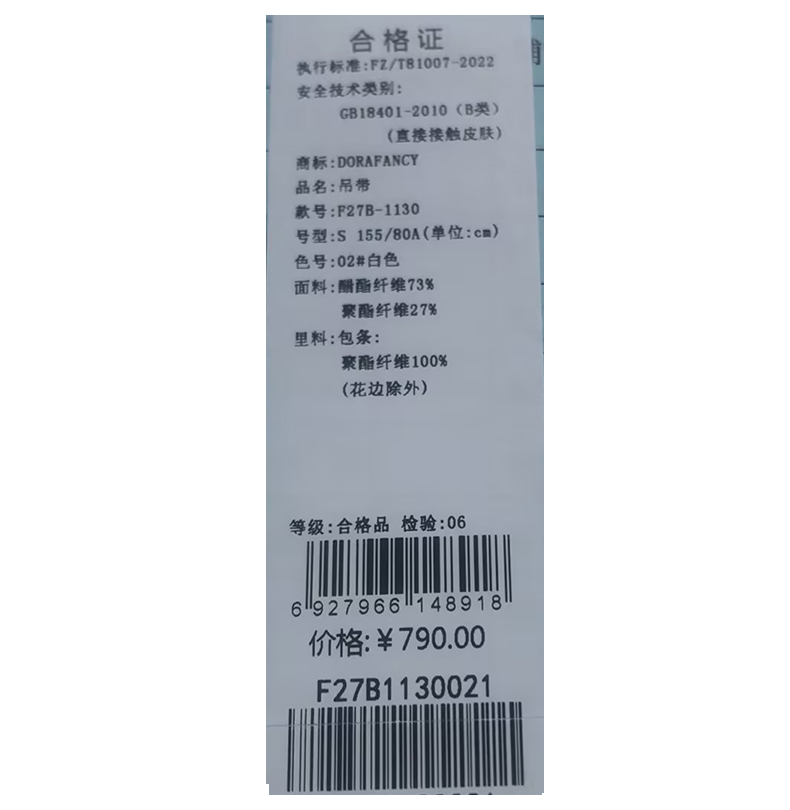 合格证
执行标准:FZ/T81007-2022
安全技术类别:
GB18401-2010（B类）
(直接接触皮肤)
商标:DORAFANCY
品名:吊带
款号:F27B-1130
号型:S 155/80A(单位:cm)
色号:02#白色
面料:醋酯纤维73%
聚酯纤维27%
里料:包条:
聚酯纤维100%
(花边除外)
等级:合格品 检验:06
6 927966 148918
价格:￥790.00
F27B1130021